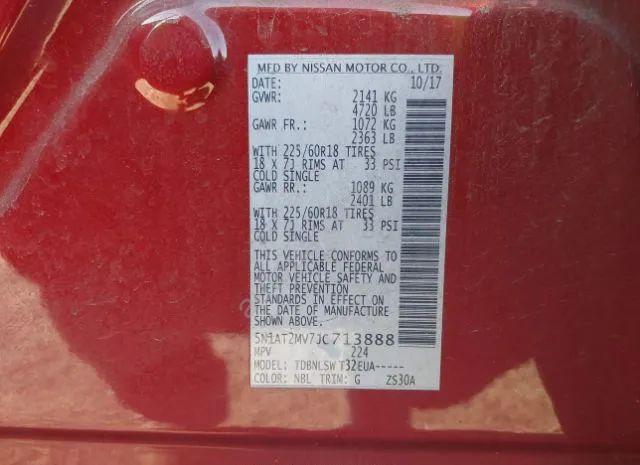 MFD BY NISSAN MOTOR CO., LTD.
DATE: 10/17
GVWR: 2141 KG
4720 LB
GAWR FR.: 1072 KG
2363 LB
WITH 225/60R18 TIRES
18 X 7J RIMS AT 33 PSI
COLD SINGLE
GAWR RR.: 1089 KG
2401 LB
WITH 225/60R18 TIRES
18 X 7J RIMS AT 33 PSI
COLD SINGLE
THIS VEHICLE CONFORMS TO
ALL APPLICABLE FEDERAL
MOTOR VEHICLE SAFETY AND
THEFT PREVENTION
STANDARDS IN EFFECT ON
THE DATE OF MANUFACTURE
SHOWN ABOVE.
5N1AT2MV7JC713888
MPV 224
MODEL: TDBNLSW T32EUA-----
COLOR: NBL TRIM: G ZS30A